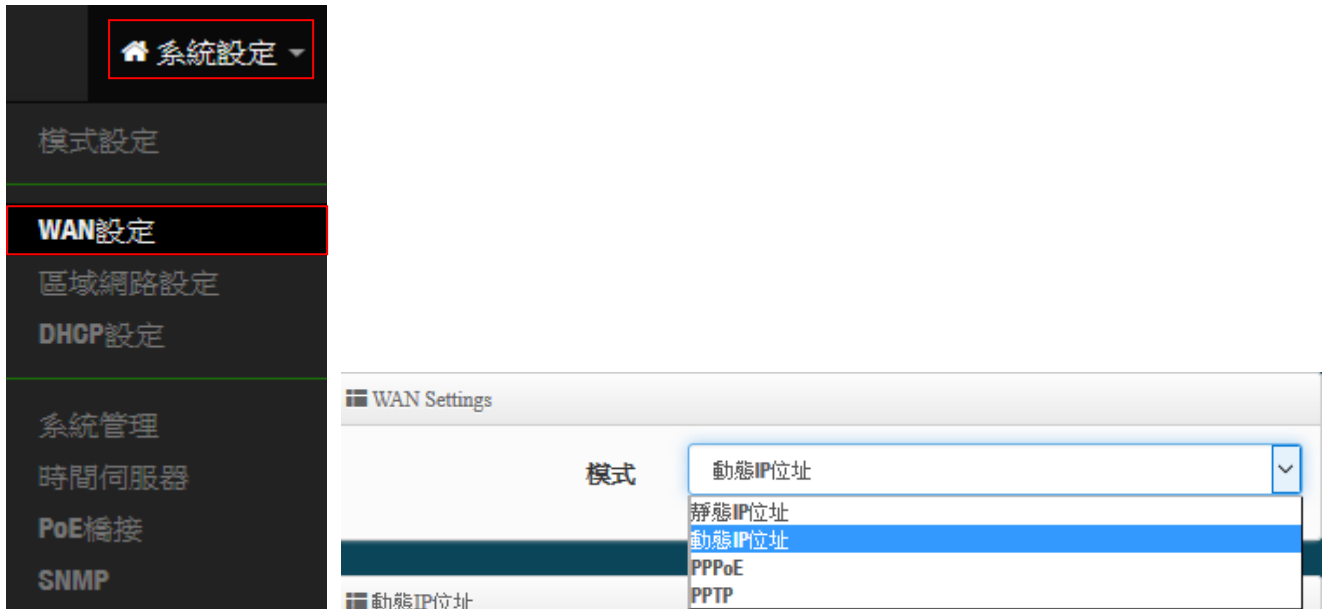 系統設定
模式設定
WAN設定
區域網路設定
DHCP設定
系統管理
時間伺服器
PoE橋接
SNMP
WAN Settings
模式
動態IP位址
靜態IP位址
動態IP位址
PPPoE
PPTP
動態IP位址